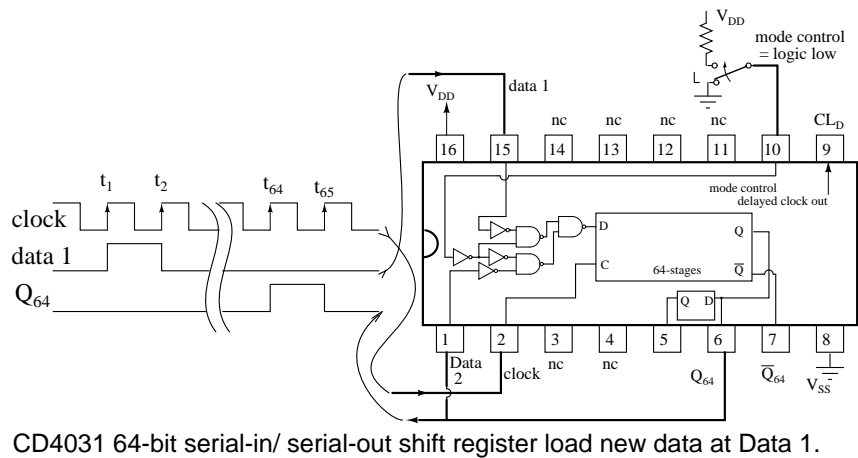 V_DD
mode control
= logic low
L
data 1
V_DD
nc nc nc nc
CL_D
16 15 14 13 12 11 10 9
mode control
delayed clock out
t_1 t_2 t_64 t_65
clock
data 1
Q_64
D Q
C Q̅
64-stages
Q D
1 2 3 4 5 6 7 8
Data
2
clock
nc nc
Q_64
Q̅_64
V_SS
CD4031 64-bit serial-in/ serial-out shift register load new data at Data 1.